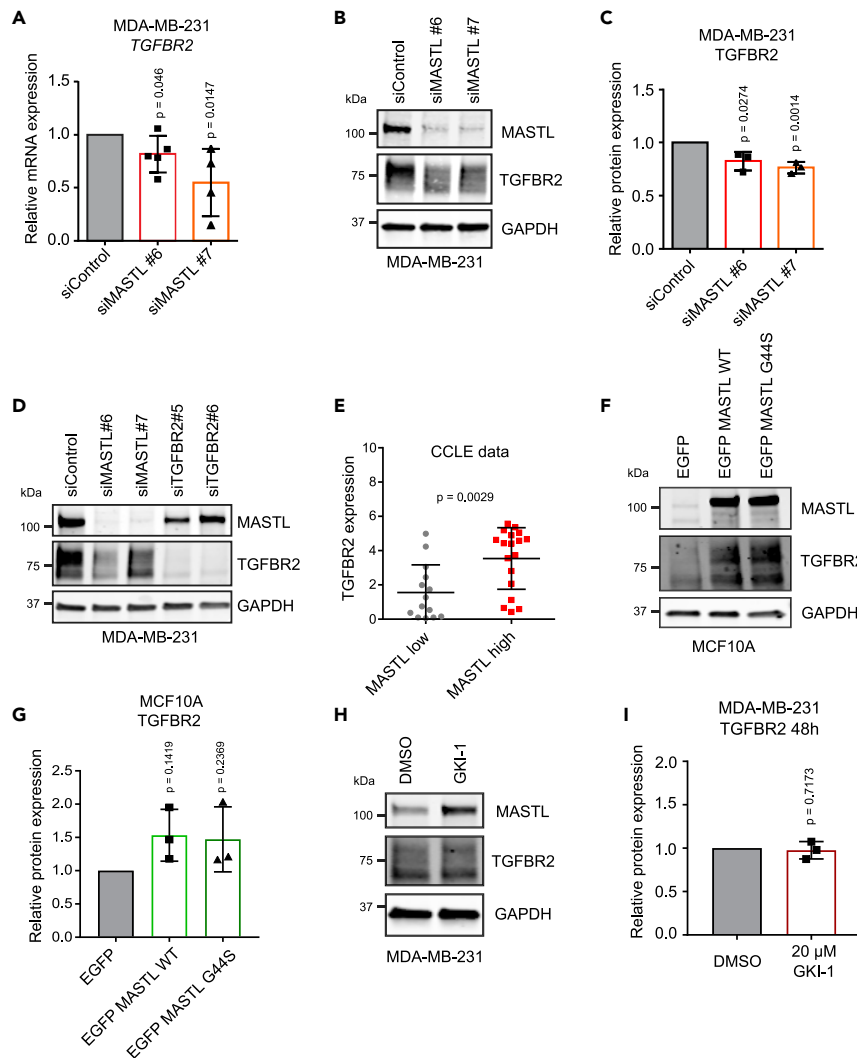 A
MDA-MB-231
TGFBR2
Relative mRNA expression
1.5
1.0
0.5
0.0
p = 0.046
p = 0.0147
siControl
siMASTL #6
siMASTL #7
B
siControl
siMASTL #6
siMASTL #7
kDa
100
75
37
MASTL
TGFBR2
GAPDH
MDA-MB-231
C
MDA-MB-231
TGFBR2
Relative protein expression
1.5
1.0
0.5
0.0
p = 0.0274
p = 0.0014
siControl
siMASTL #6
siMASTL #7
D
siControl
siMASTL#6
siMASTL#7
siTGFBR2#5
siTGFBR2#6
kDa
100
75
37
MASTL
TGFBR2
GAPDH
MDA-MB-231
E
CCLE data
p = 0.0029
TGFBR2 expression
10
8
6
4
2
0
MASTL low
MASTL high
F
EGFP
EGFP MASTL WT
EGFP MASTL G44S
kDa
100
75
37
MASTL
TGFBR2
GAPDH
MCF10A
G
MCF10A
TGFBR2
Relative protein expression
2.5
2.0
1.5
1.0
0.5
0.0
p = 0.1419
p = 0.2369
EGFP
EGFP MASTL WT
EGFP MASTL G44S
H
DMSO
GKI-1
kDa
100
75
37
MASTL
TGFBR2
GAPDH
MDA-MB-231
I
MDA-MB-231
TGFBR2 48h
Relative protein expression
2.0
1.5
1.0
0.5
0.0
p = 0.7173
DMSO
20 µM
GKI-1